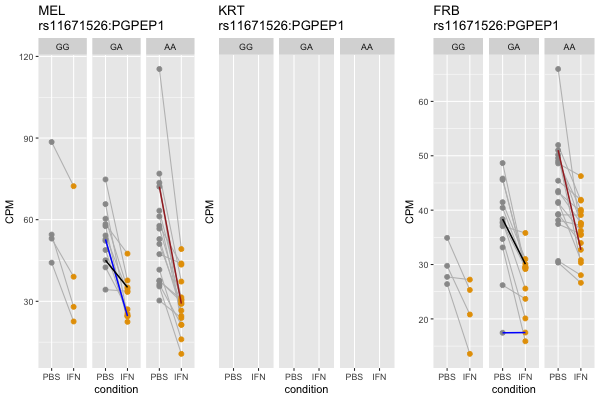 MEL
rs11671526:PGPEP1
GG GA AA
120
90
60
30
CPM
PBS IFN PBS IFN PBS IFN
condition
KRT
rs11671526:PGPEP1
GG GA AA
CPM
PBS IFN PBS IFN PBS IFN
condition
FRB
rs11671526:PGPEP1
GG GA AA
60
50
40
30
20
CPM
PBS IFN PBS IFN PBS IFN
condition